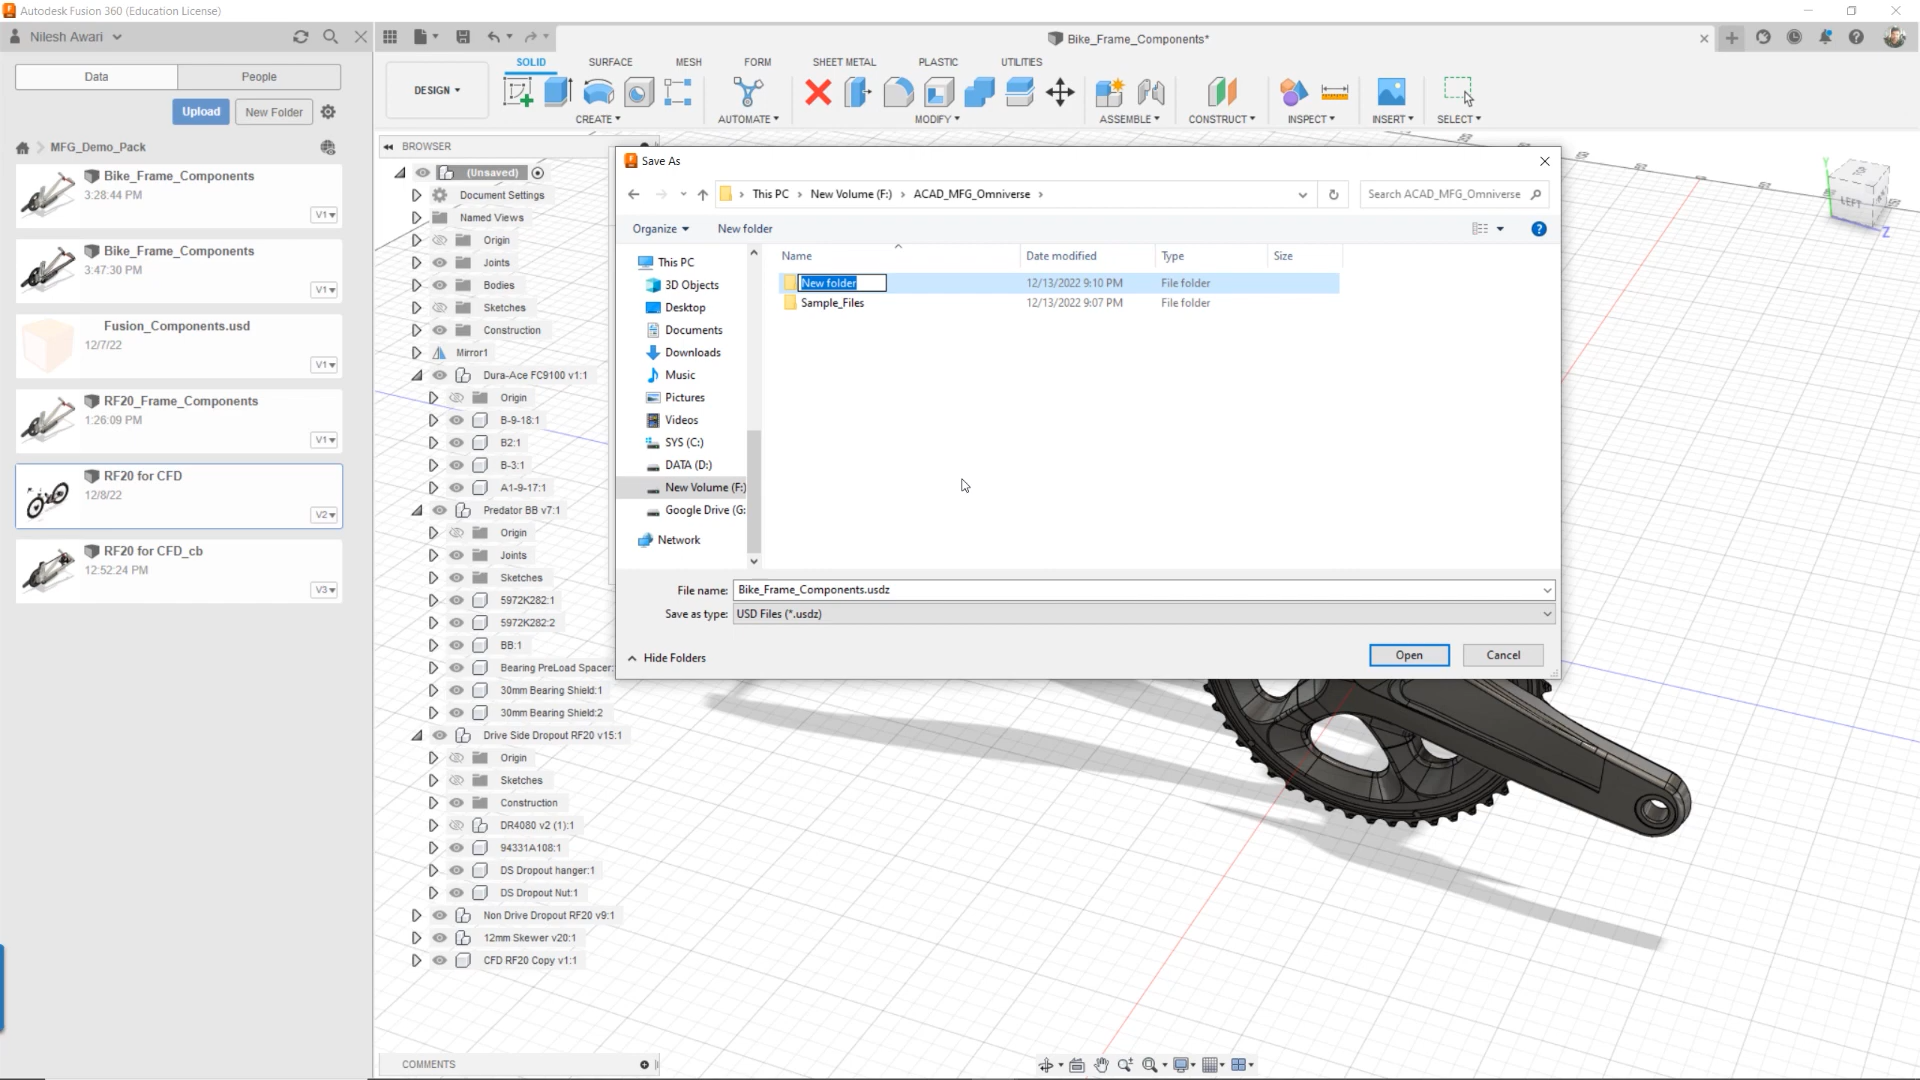 Autodesk Fusion 360 (Education License)
Nilesh Awari
Bike_Frame_Components*
Data
People
Upload
New Folder
MFG_Demo_Pack
Bike_Frame_Components
3:28:44 PM
V1
Bike_Frame_Components
3:47:30 PM
V1
Fusion_Components.usd
12/7/22
V1
RF20_Frame_Components
1:26:09 PM
V1
RF20 for CFD
12/8/22
V2
RF20 for CFD_cb
12:52:24 PM
V3
DESIGN
SOLID
SURFACE
MESH
FORM
SHEET METAL
PLASTIC
UTILITIES
CREATE
AUTOMATE
MODIFY
ASSEMBLE
CONSTRUCT
INSPECT
INSERT
SELECT
BROWSER
(Unsaved)
Document Settings
Named Views
Origin
Joints
Bodies
Sketches
Construction
Mirror1
Dura-Ace FC9100 v1:1
Origin
B-9-18:1
B2:1
B-3:1
A1-9-17:1
Predator BB v7:1
Origin
Joints
Sketches
5972K282:1
5972K282:2
BB:1
Bearing PreLoad Spacer:
30mm Bearing Shield:1
30mm Bearing Shield:2
Drive Side Dropout RF20 v15:1
Origin
Sketches
Construction
DR4080 v2 (1):1
94331A108:1
DS Dropout hanger:1
DS Dropout Nut:1
Non Drive Dropout RF20 v9:1
12mm Skewer v20:1
CFD RF20 Copy v1:1
COMMENTS
Save As
This PC
New Volume (F:)
ACAD_MFG_Omniverse
Search ACAD_MFG_Omniverse
Organize
New folder
This PC
3D Objects
Desktop
Documents
Downloads
Music
Pictures
Videos
SYS (C:)
DATA (D:)
New Volume (F:)
Google Drive (G:
Network
Name
Date modified
Type
Size
New folder
12/13/2022 9:10 PM
File folder
Sample_Files
12/13/2022 9:07 PM
File folder
File name:
Bike_Frame_Components.usdz
Save as type:
USD Files (*.usdz)
Hide Folders
Open
Cancel
LEFT
Y
Z